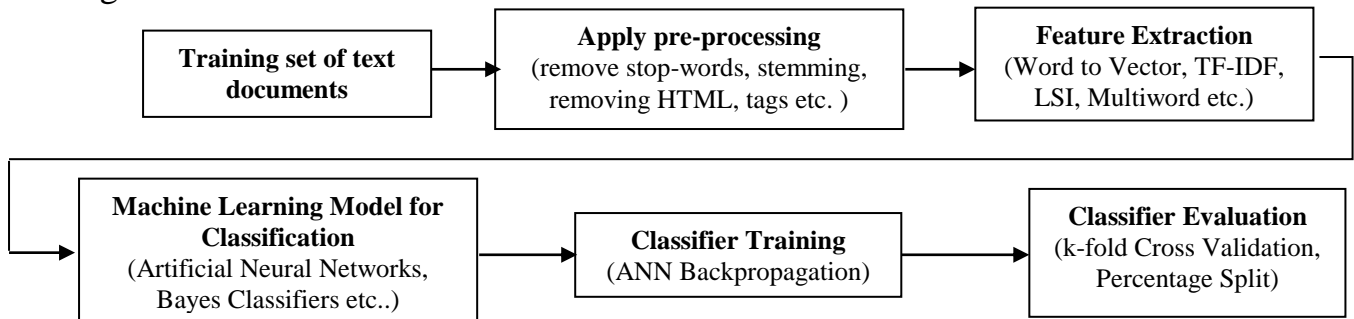 Training set of text
documents
Apply pre-processing
(remove stop-words, stemming,
removing HTML, tags etc. )
Feature Extraction
(Word to Vector, TF-IDF,
LSI, Multiword etc.)
Machine Learning Model for
Classification
(Artificial Neural Networks,
Bayes Classifiers etc..)
Classifier Training
(ANN Backpropagation)
Classifier Evaluation
(k-fold Cross Validation,
Percentage Split)